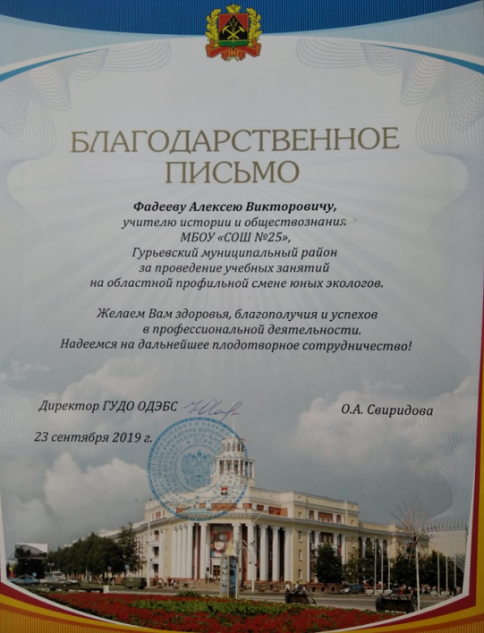 БЛАГОДАРСТВЕННОЕ
ПИСЬМО
Фадееву Алексею Викторовичу,
учителю истории и обществознания
МБОУ «СОШ №25»,
Гурьевский муниципальный район
за проведение учебных занятий
на областной профильной смене юных экологов.
Желаем Вам здоровья, благополучия и успехов
в профессиональной деятельности.
Надеемся на дальнейшее плодотворное сотрудничество!
Директор ГУДО ОДЭБС
О.А. Свиридова
23 сентября 2019 г.